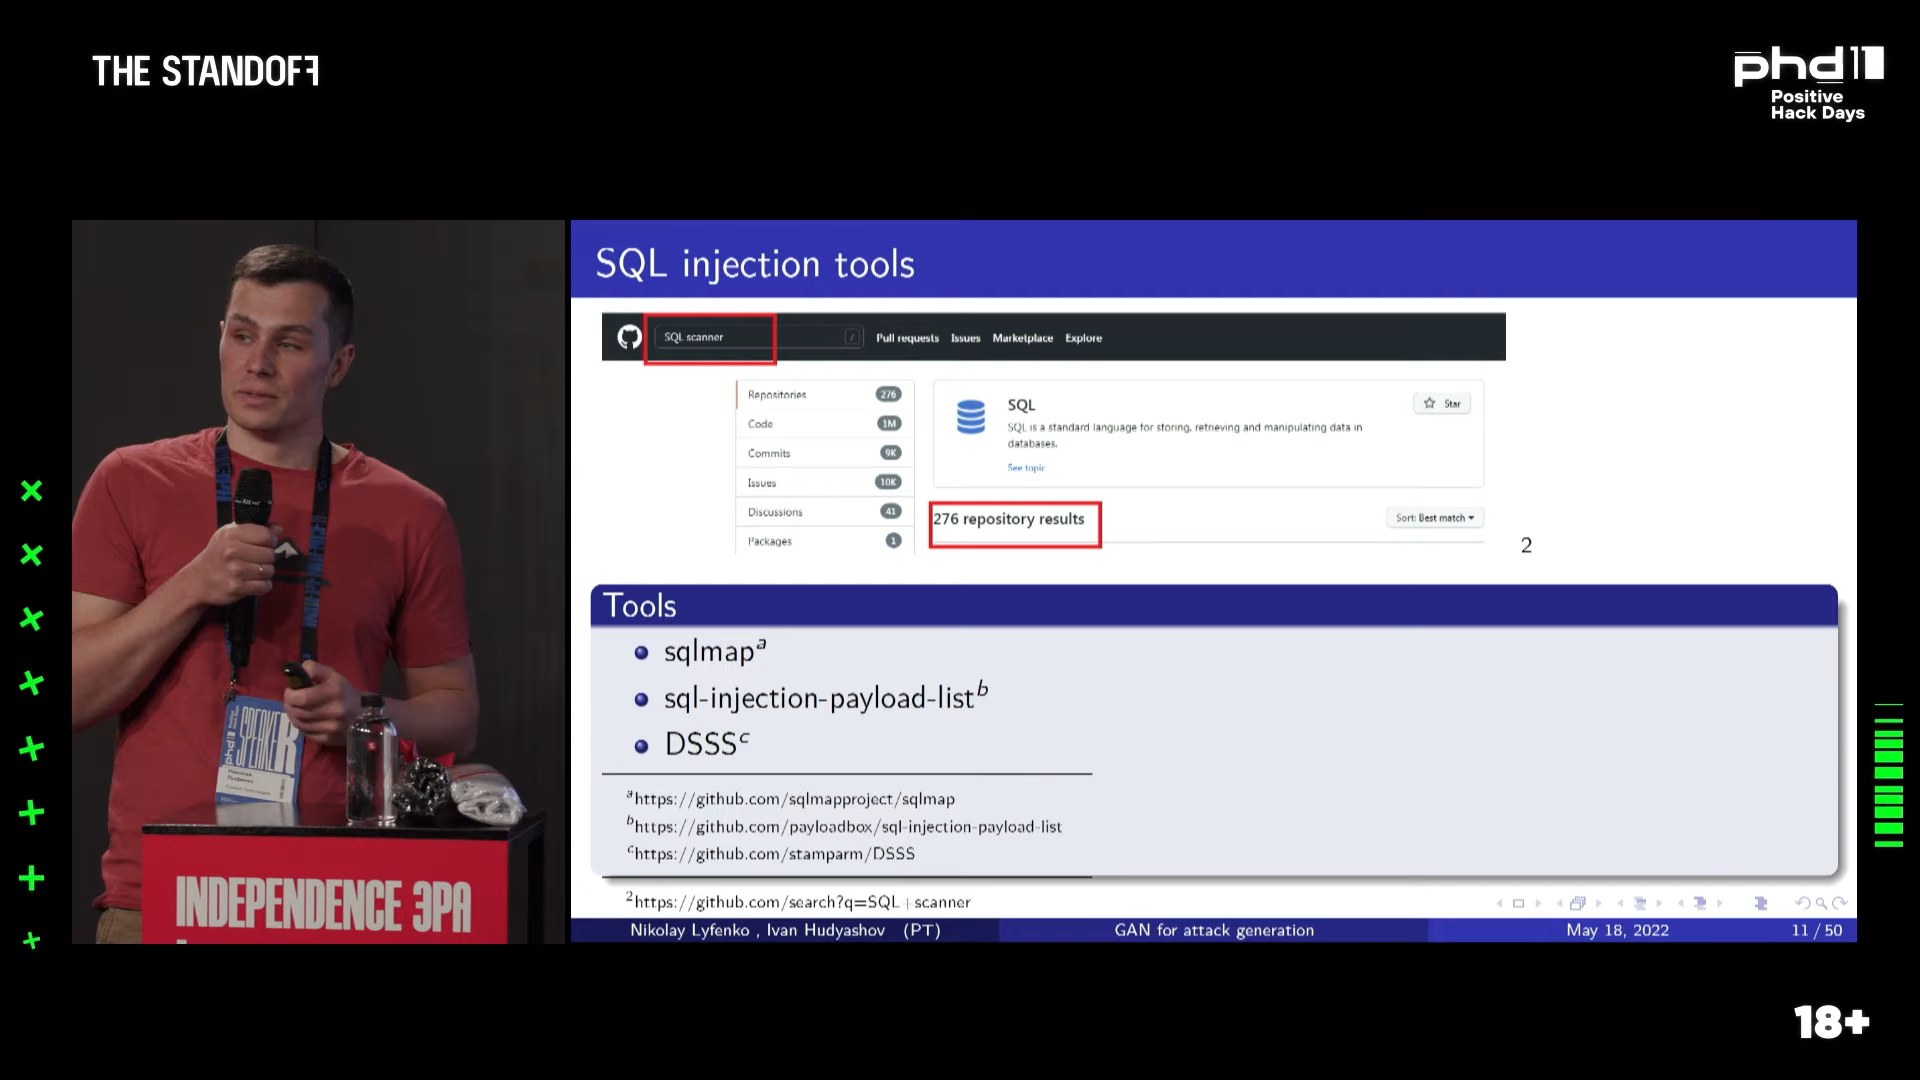 THE STANDOFF
phd11
Positive
Hack Days
SQL injection tools
SQL scanner
/
Pull requests Issues Marketplace Explore
Repositories 276
Code 1M
Commits 9K
Issues 10K
Discussions 41
Packages 1
SQL
Star
SQL is a standard language for storing, retrieving and manipulating data in
databases.
See topic
276 repository results
Sort: Best match
2
Tools
sqlmap^a
sql-injection-payload-list^b
DSSS^c
^a https://github.com/sqlmapproject/sqlmap
^b https://github.com/payloadbox/sql-injection-payload-list
^c https://github.com/stamparm/DSSS
^2 https://github.com/search?q=SQL+scanner
Nikolay Lyfenko , Ivan Hudyashov (PT)
GAN for attack generation
May 18, 2022
11 / 50
phd11
SPEAKER
INDEPENDENCE ЭРА
18+